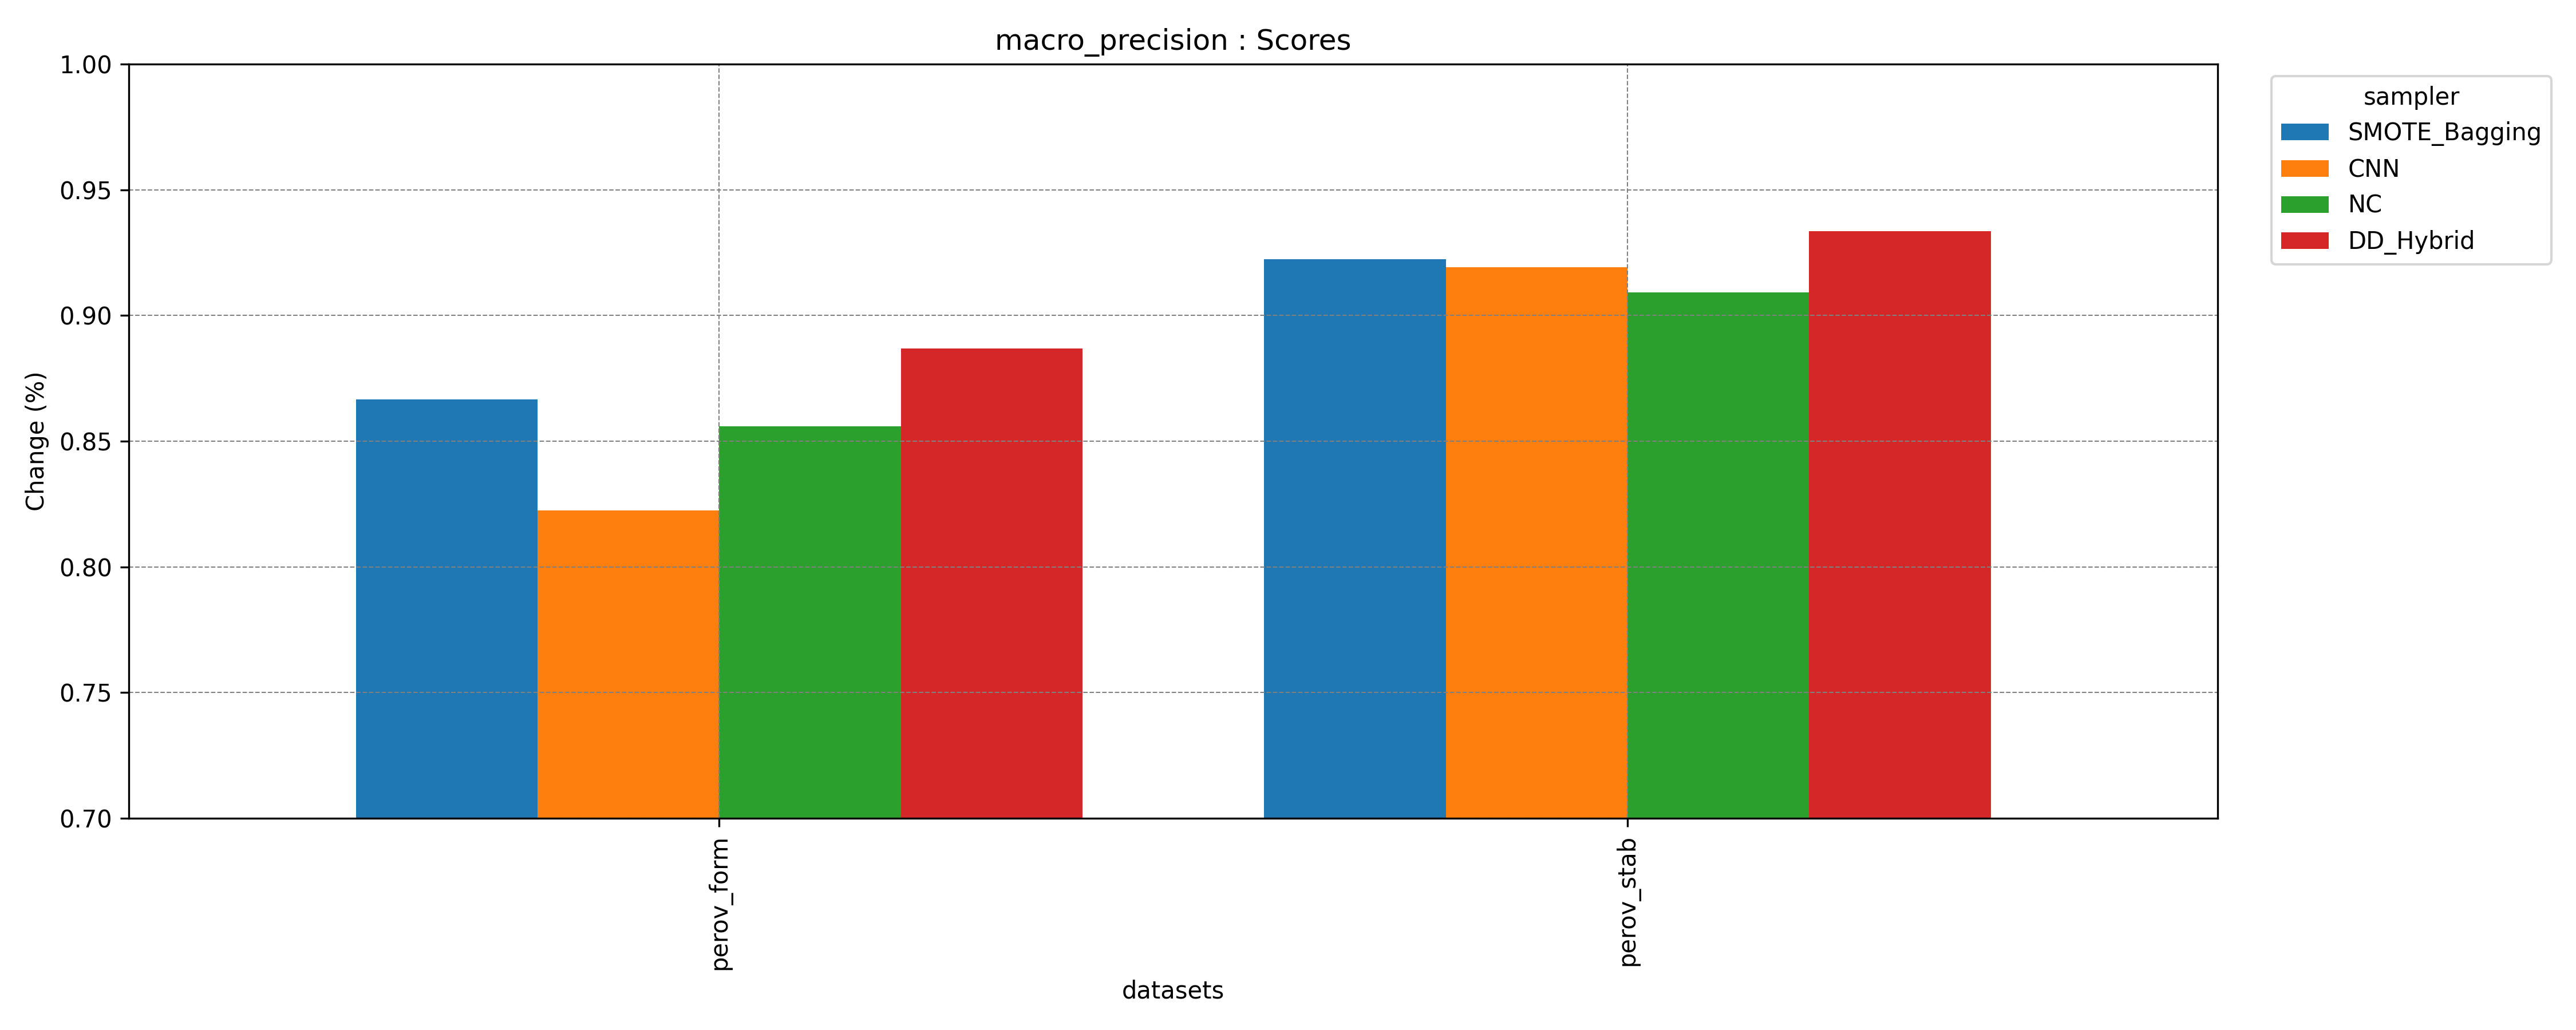 macro_precision : Scores
1.00
0.95
0.90
0.85
0.80
0.75
0.70
Change (%)
perov_form
perov_stab
datasets
sampler
SMOTE_Bagging
CNN
NC
DD_Hybrid